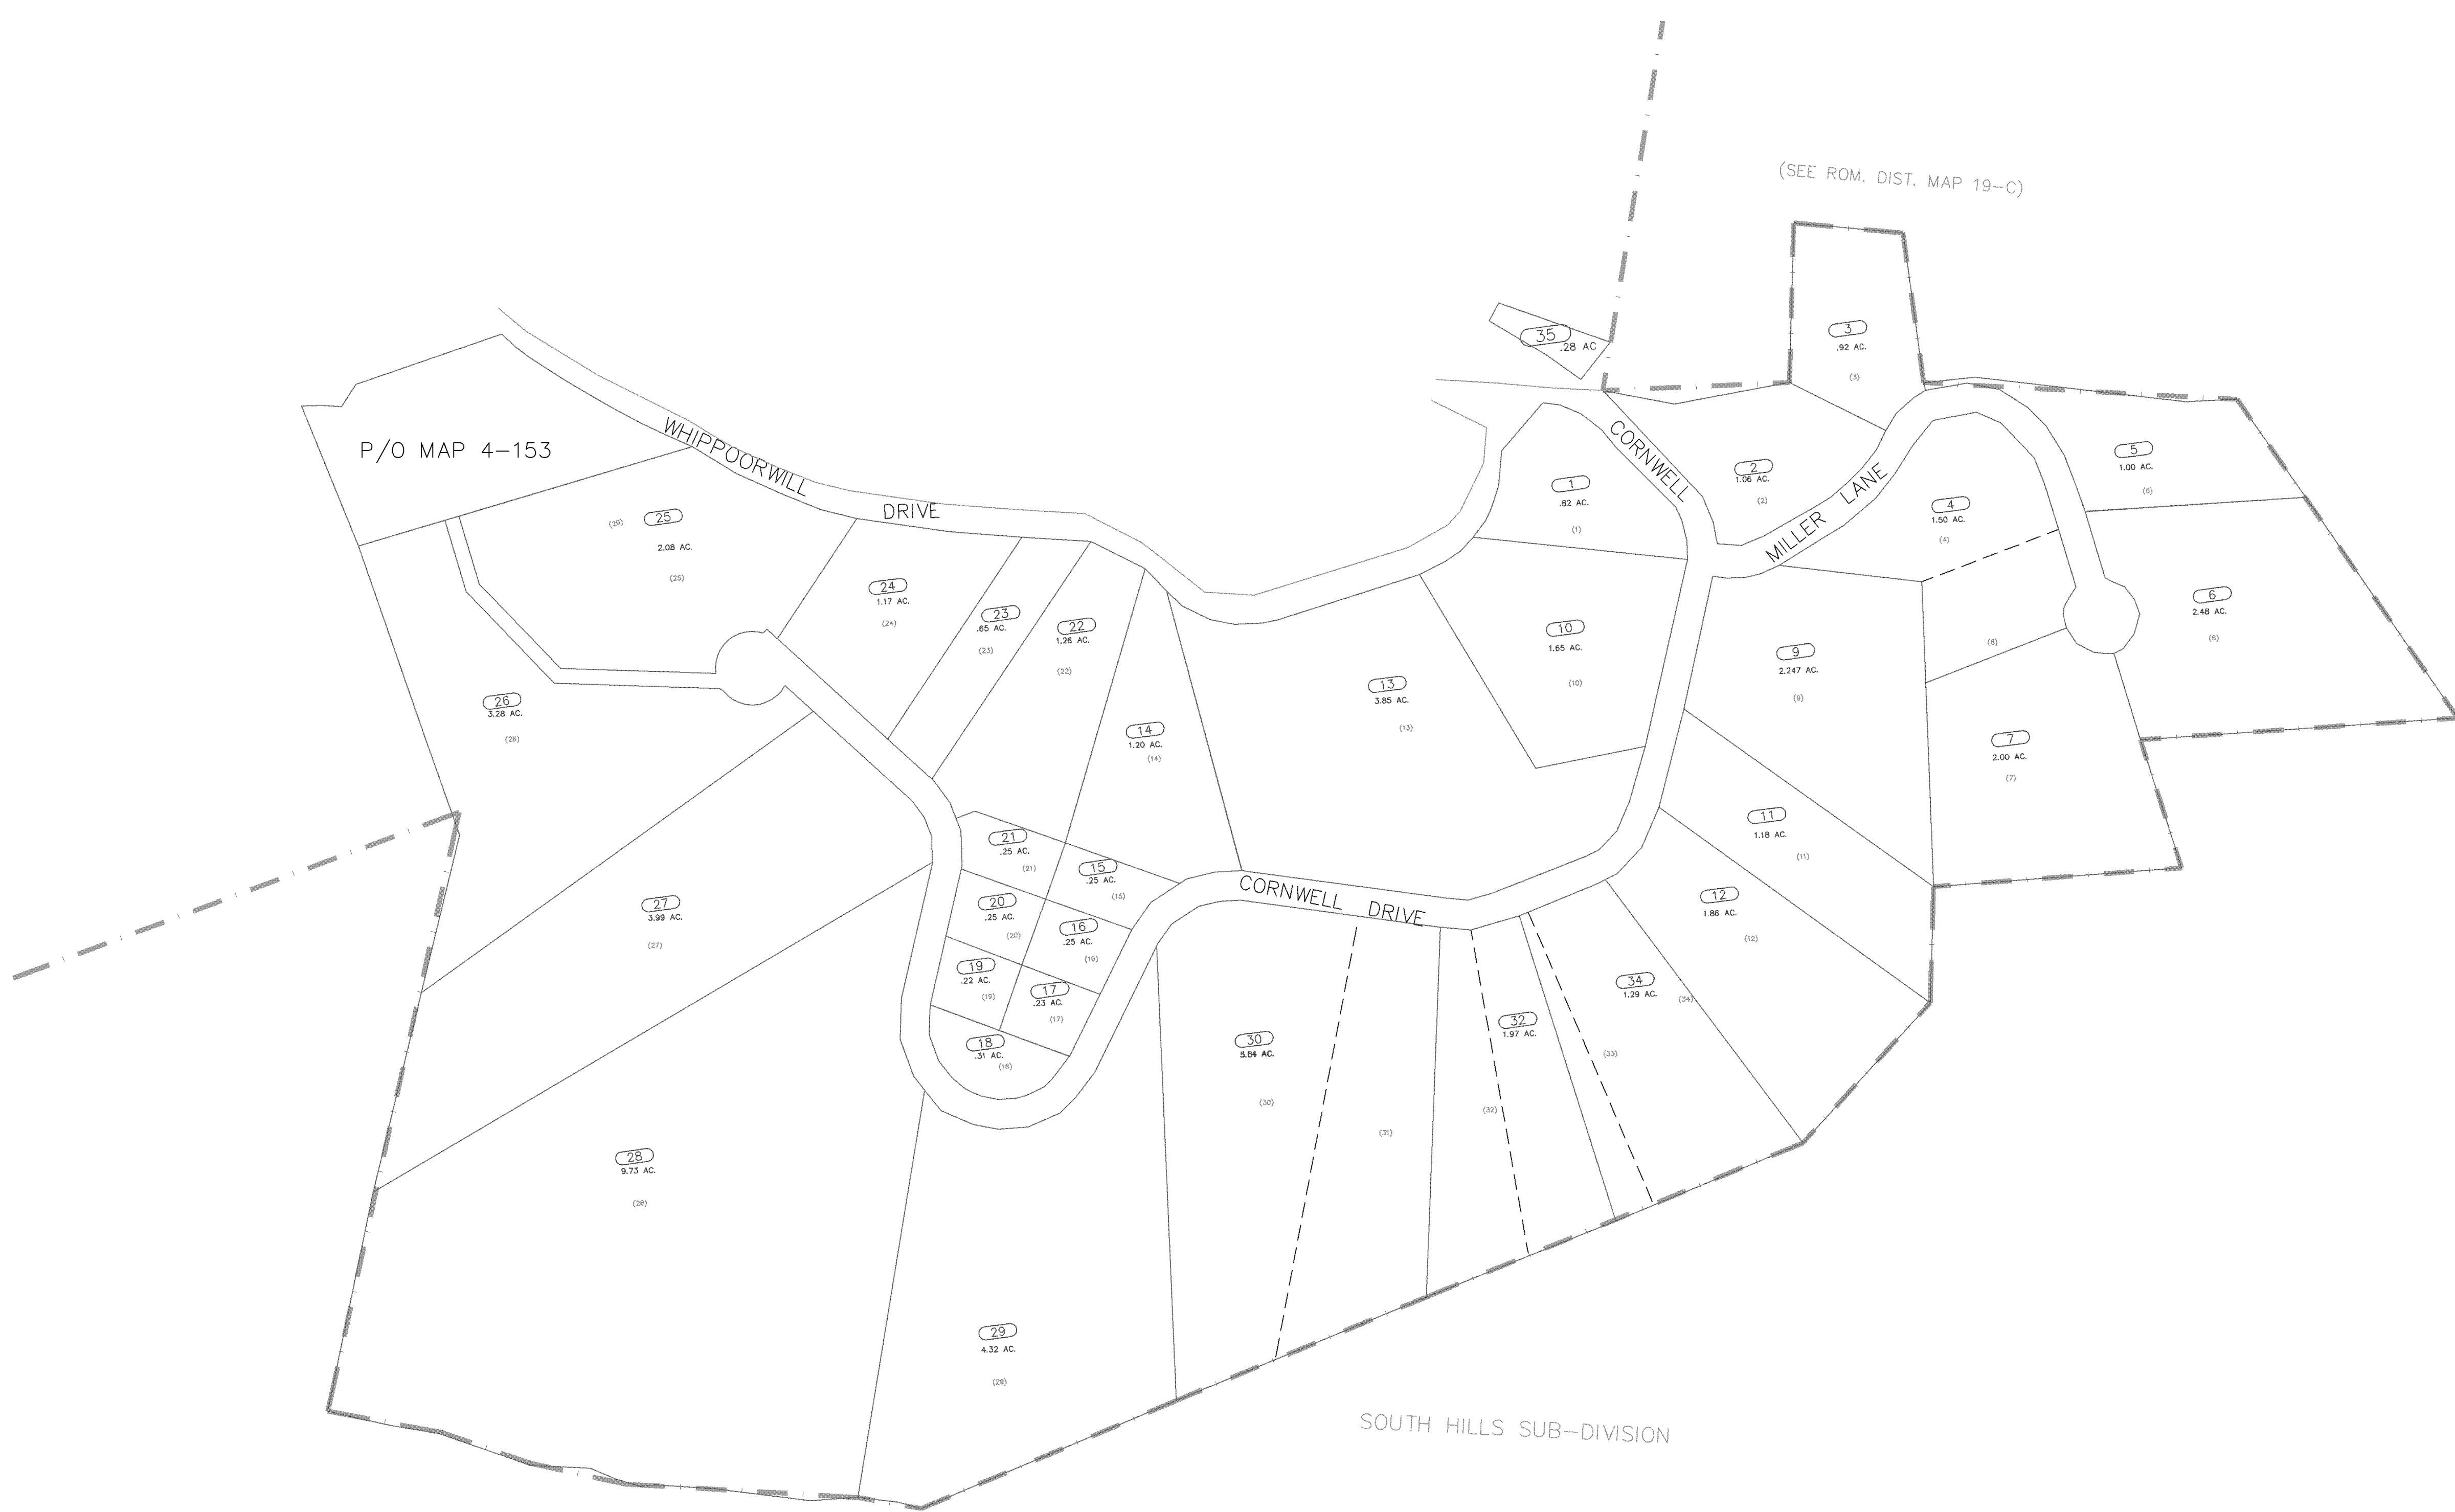 (SEE ROM. DIST. MAP 19-C)
3
.92 AC.
(3)
35
.28 AC
P/O MAP 4-153
WHIPPOORWILL
DRIVE
CORNWELL
MILLER LANE
1
.82 AC.
(1)
2
1.06 AC.
(2)
4
1.50 AC.
(4)
5
1.00 AC.
(5)
(29)
25
2.08 AC.
(25)
24
1.17 AC.
(24)
23
.65 AC.
(23)
22
1.26 AC.
(22)
10
1.65 AC.
(10)
9
2.247 AC.
(9)
(8)
6
2.48 AC.
(6)
26
3.28 AC.
(26)
14
1.20 AC.
(14)
13
3.85 AC.
(13)
7
2.00 AC.
(7)
11
1.18 AC.
(11)
21
.25 AC.
(21)
15
.25 AC.
(15)
CORNWELL DRIVE
12
1.86 AC.
(12)
27
3.99 AC.
(27)
20
.25 AC.
(20)
16
.25 AC.
(16)
19
.22 AC.
(19)
17
.23 AC.
(17)
18
.31 AC.
(18)
34
1.29 AC.
(34)
30
AC.
(30)
32
1.97 AC.
(32)
(33)
(31)
28
9.73 AC.
(28)
29
4.32 AC.
(29)
SOUTH HILLS SUB-DIVISION